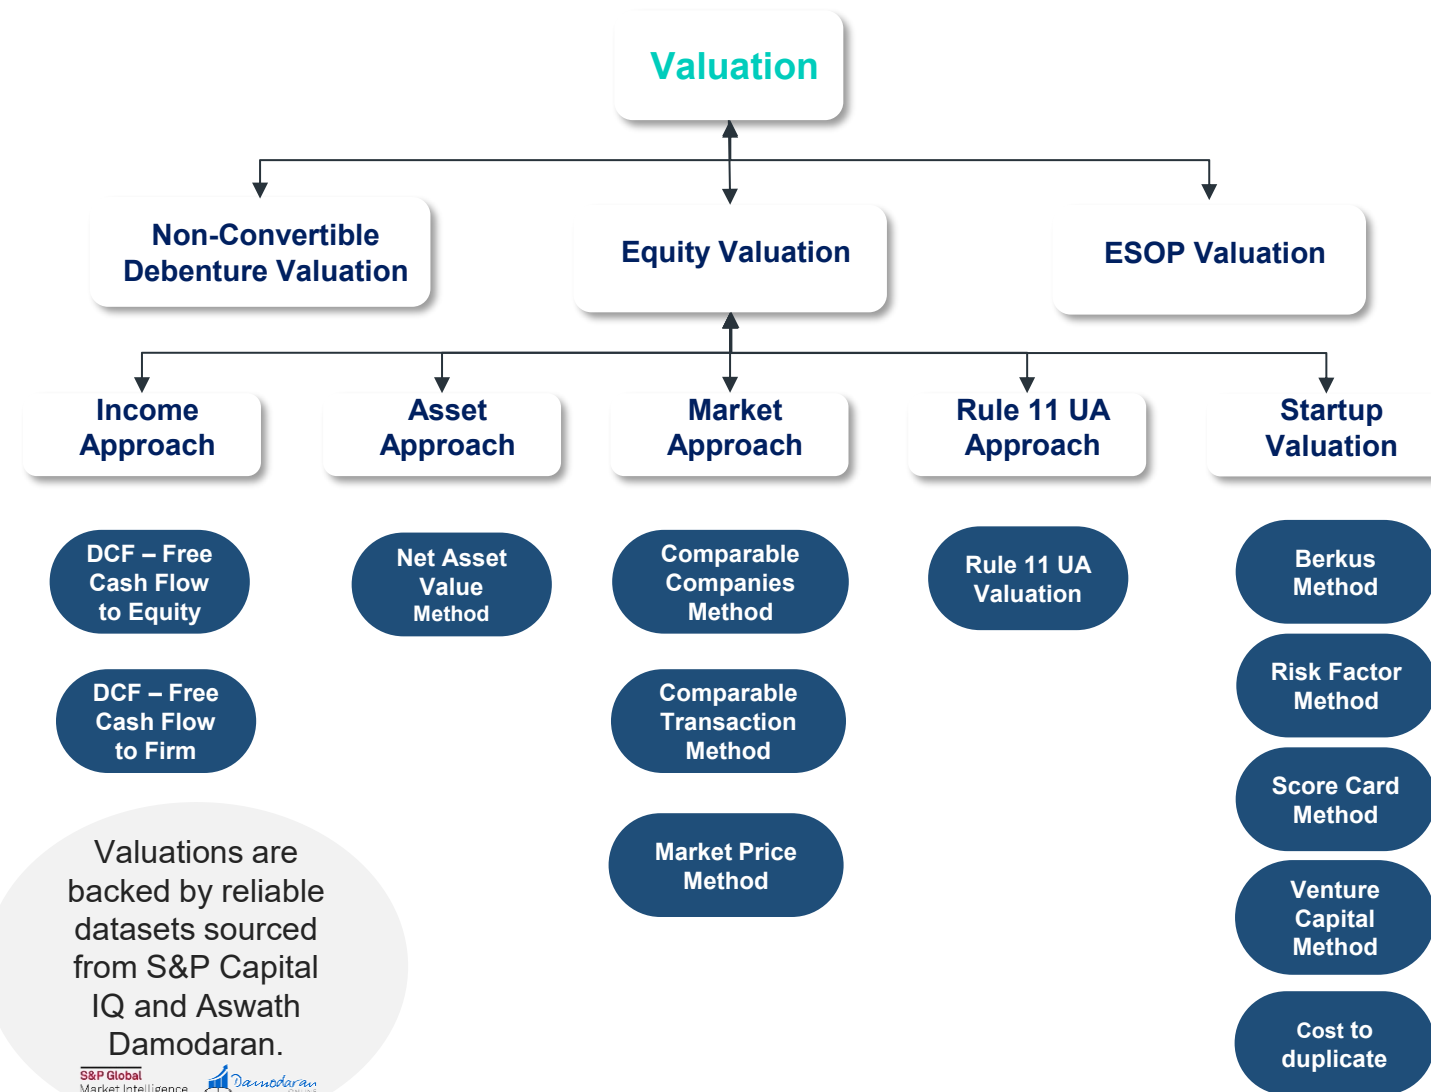 Valuation
Non-Convertible
Debenture Valuation
Equity Valuation
ESOP Valuation
Income
Approach
Asset
Approach
Market
Approach
Rule 11 UA
Approach
Startup
Valuation
DCF – Free
Cash Flow
to Equity
DCF – Free
Cash Flow
to Firm
Net Asset
Value
Method
Comparable
Companies
Method
Comparable
Transaction
Method
Market Price
Method
Rule 11 UA
Valuation
Berkus
Method
Risk Factor
Method
Score Card
Method
Venture
Capital
Method
Cost to
duplicate
Valuations are
backed by reliable
datasets sourced
from S&P Capital
IQ and Aswath
Damodaran.
S&P Global
Market Intelligence
Damodaran